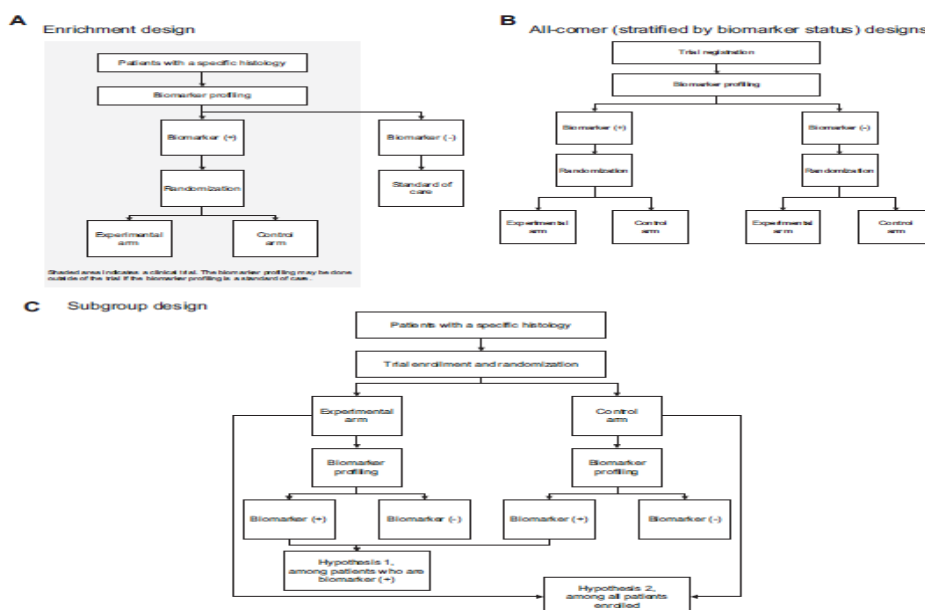 A
Enrichment design
Patients with a specific histology
Biomarker profiling
Biomarker (+)
Biomarker (-)
Randomization
Standard of
care
Experimental
arm
Control
arm
Shaded area indicates a clinical trial. The biomarker profiling may be done
outside of the trial if the biomarker profiling is a standard of care.
B
All-comer (stratified by biomarker status) designs
Trial registration
Biomarker profiling
Biomarker (+)
Biomarker (-)
Randomization
Randomization
Experimental
arm
Control
arm
Experimental
arm
Control
arm
C
Subgroup design
Patients with a specific histology
Trial enrollment and randomization
Experimental
arm
Control
arm
Biomarker
profiling
Biomarker
profiling
Biomarker (+)
Biomarker (-)
Biomarker (+)
Biomarker (-)
Hypothesis 1,
among patients who are
biomarker (+)
Hypothesis 2,
among all patients
enrolled